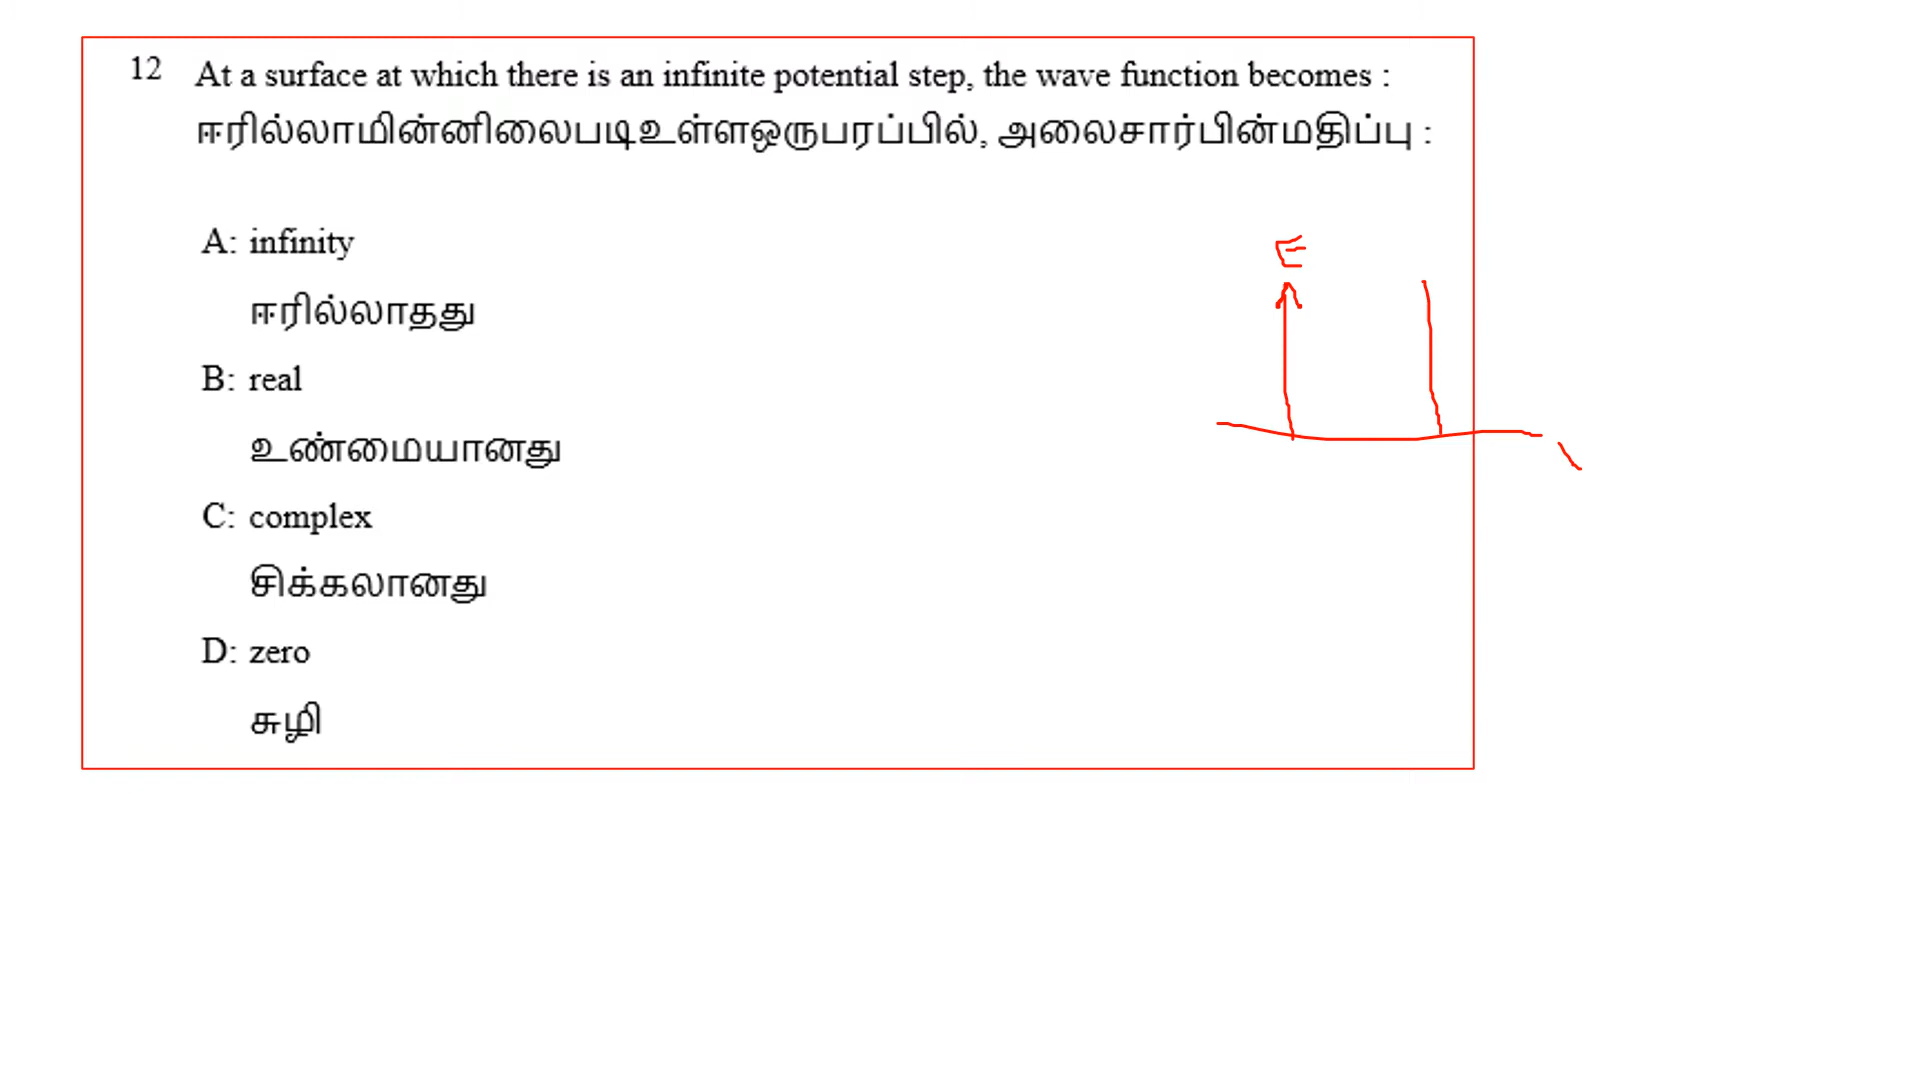 12 At a surface at which there is an infinite potential step, the wave function becomes :
ஈரில்லாமின்னிலைபடிஉள்ளஒருபரப்பில், அலைசார்பின்மதிப்பு :
A: infinity
ஈரில்லாதது
B: real
உண்மையானது
C: complex
சிக்கலானது
D: zero
சுழி
E